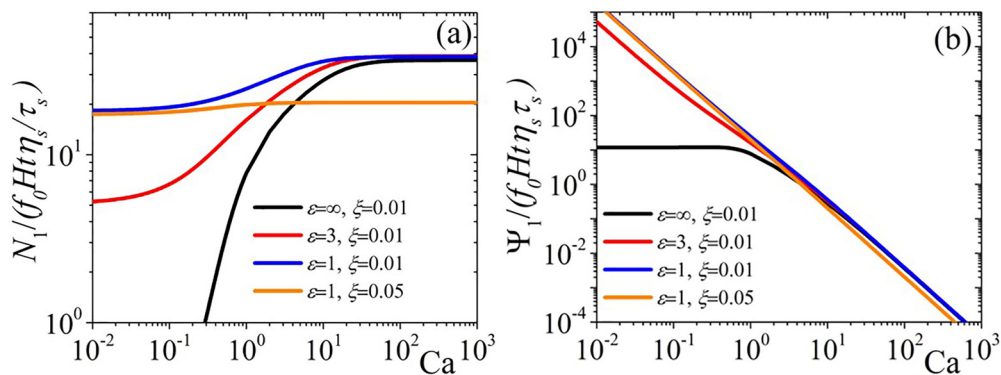 (a)
N₁/(f₀Htηₛ/τₛ)
10¹
10⁰
ε=∞, ξ=0.01
ε=3, ξ=0.01
ε=1, ξ=0.01
ε=1, ξ=0.05
10⁻² 10⁻¹ 10⁰ 10¹ 10² 10³
Ca
(b)
Ψ₁/(f₀Htηₛτₛ)
10⁴
10²
10⁰
10⁻²
10⁻⁴
ε=∞, ξ=0.01
ε=3, ξ=0.01
ε=1, ξ=0.01
ε=1, ξ=0.05
10⁻² 10⁻¹ 10⁰ 10¹ 10² 10³
Ca